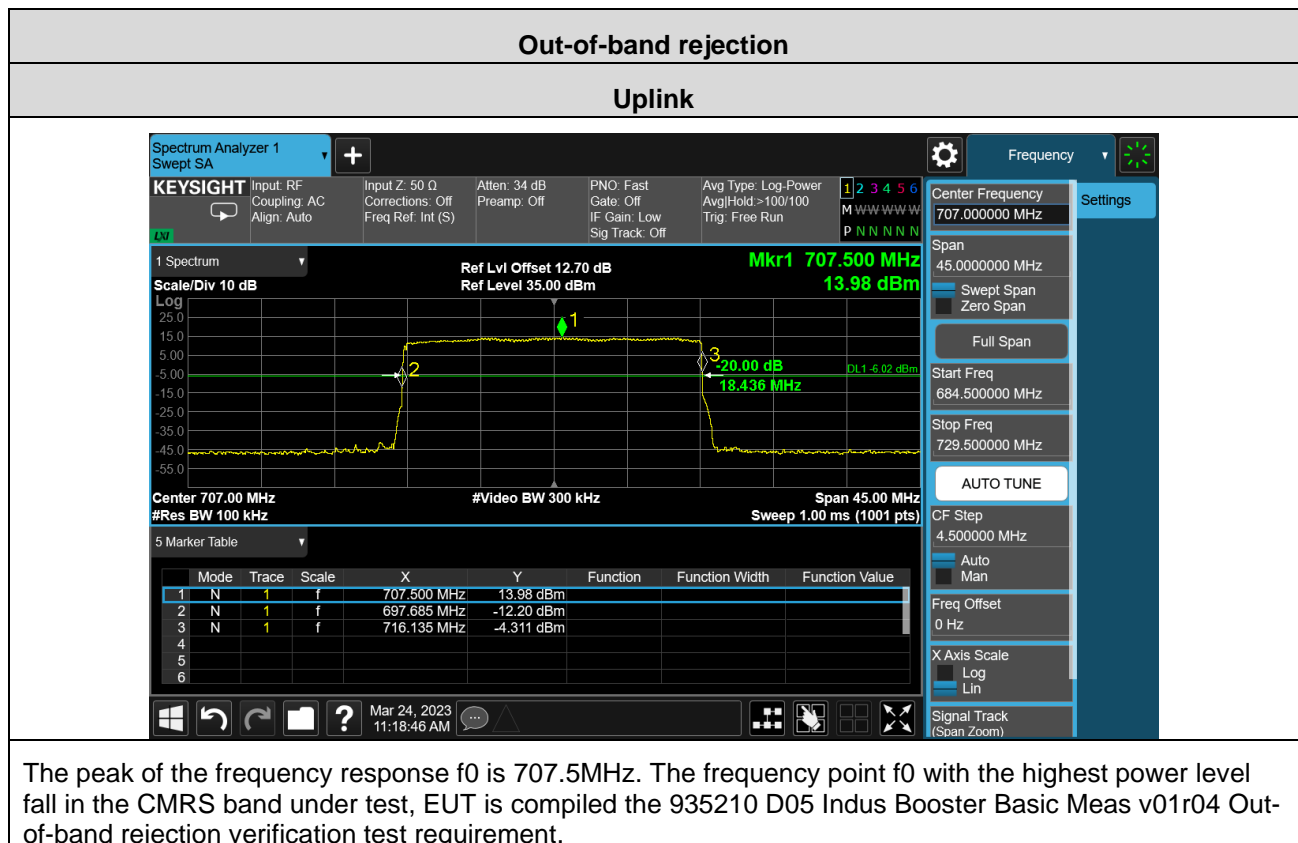 Out-of-band rejection
Uplink
Spectrum Analyzer 1
Swept SA
Frequency
KEYSIGHT
Input: RF
Coupling: AC
Align: Auto
Input Z: 50 Ω
Corrections: Off
Freq Ref: Int (S)
Atten: 34 dB
Preamp: Off
PNO: Fast
Gate: Off
IF Gain: Low
Sig Track: Off
Avg Type: Log-Power
Avg|Hold:>100/100
Trig: Free Run
1 2 3 4 5 6
M W W W W W
P N N N N N
LXI
1 Spectrum
Scale/Div 10 dB
Ref Lvl Offset 12.70 dB
Ref Level 35.00 dBm
Mkr1 707.500 MHz
13.98 dBm
Log
25.0
15.0
5.00
-5.00
-15.0
-25.0
-35.0
-45.0
-55.0
1
2
3
-20.00 dB
18.436 MHz
DL1 -6.02 dBm
Center 707.00 MHz
#Res BW 100 kHz
#Video BW 300 kHz
Span 45.00 MHz
Sweep 1.00 ms (1001 pts)
5 Marker Table
Mode Trace Scale X Y Function Function Width Function Value
1 N 1 f 707.500 MHz 13.98 dBm
2 N 1 f 697.685 MHz -12.20 dBm
3 N 1 f 716.135 MHz -4.311 dBm
4
5
6
Mar 24, 2023
11:18:46 AM
Center Frequency
707.000000 MHz
Settings
Span
45.0000000 MHz
Swept Span
Zero Span
Full Span
Start Freq
684.500000 MHz
Stop Freq
729.500000 MHz
AUTO TUNE
CF Step
4.500000 MHz
Auto
Man
Freq Offset
0 Hz
X Axis Scale
Log
Lin
Signal Track
(Span Zoom)
The peak of the frequency response f0 is 707.5MHz. The frequency point f0 with the highest power level
fall in the CMRS band under test, EUT is compiled the 935210 D05 Indus Booster Basic Meas v01r04 Out-
of-band rejection verification test requirement.